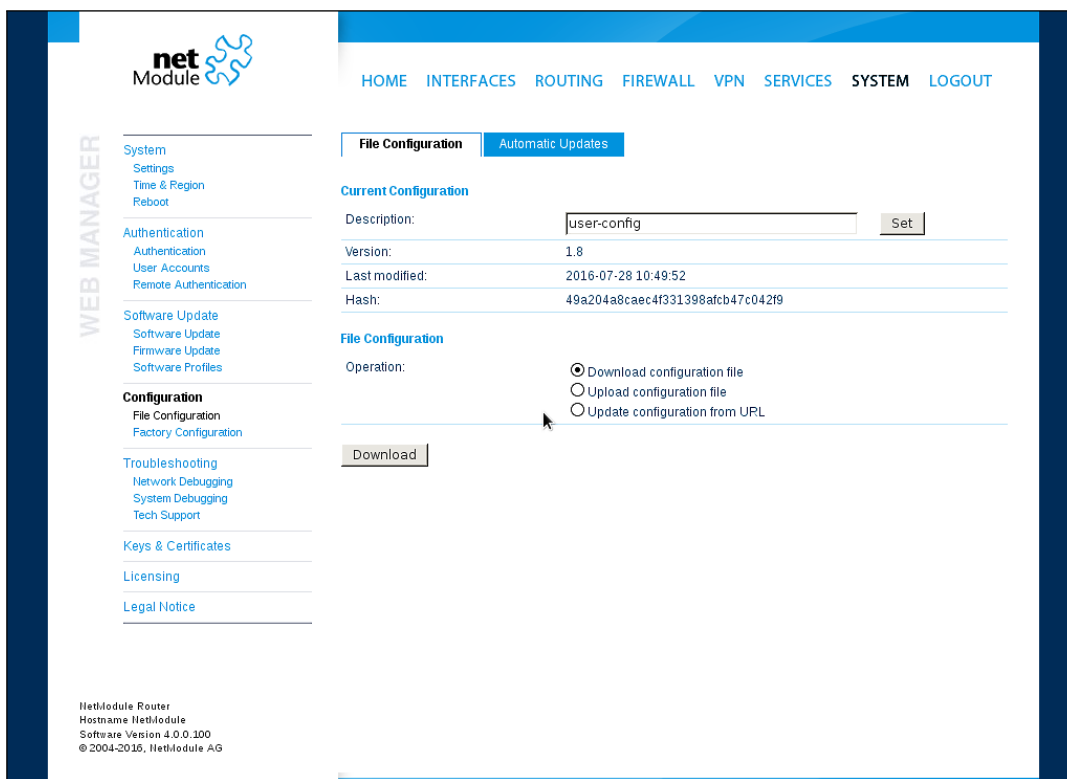 net
Module
HOME INTERFACES ROUTING FIREWALL VPN SERVICES SYSTEM LOGOUT
WEB MANAGER
System
Settings
Time & Region
Reboot
Authentication
Authentication
User Accounts
Remote Authentication
Software Update
Software Update
Firmware Update
Software Profiles
Configuration
File Configuration
Factory Configuration
Troubleshooting
Network Debugging
System Debugging
Tech Support
Keys & Certificates
Licensing
Legal Notice
File Configuration Automatic Updates
Current Configuration
Description: user-config Set
Version: 1.8
Last modified: 2016-07-28 10:49:52
Hash: 49a204a8caec4f331398afcb47c042f9
File Configuration
Operation: Download configuration file
Upload configuration file
Update configuration from URL
Download
NetModule Router
Hostname NetModule
Software Version 4.0.0.100
© 2004-2016, NetModule AG